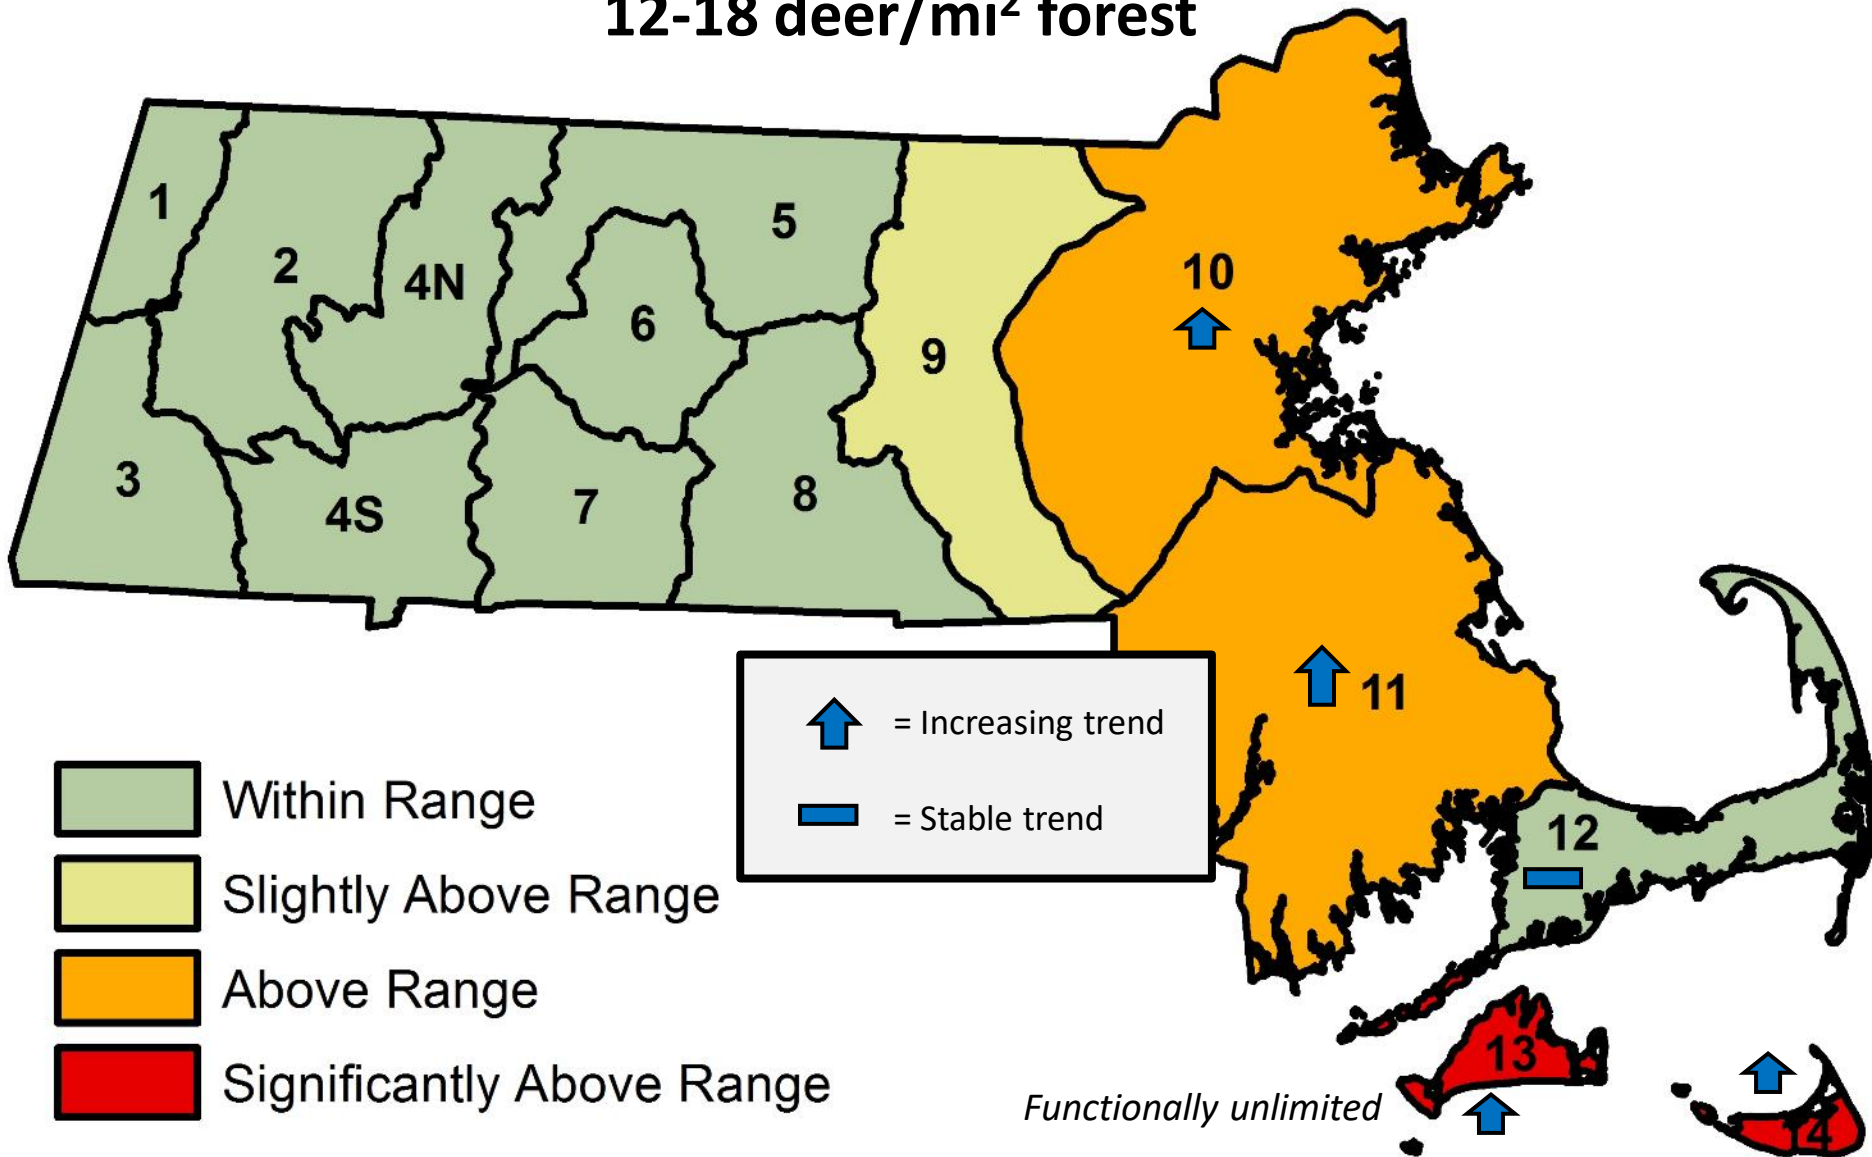 12-18 deer/mi² forest
1
2
4N
5
6
9
10
3
4S
7
8
11
= Increasing trend
= Stable trend
12
Within Range
Slightly Above Range
Above Range
Significantly Above Range
13
Functionally unlimited
14